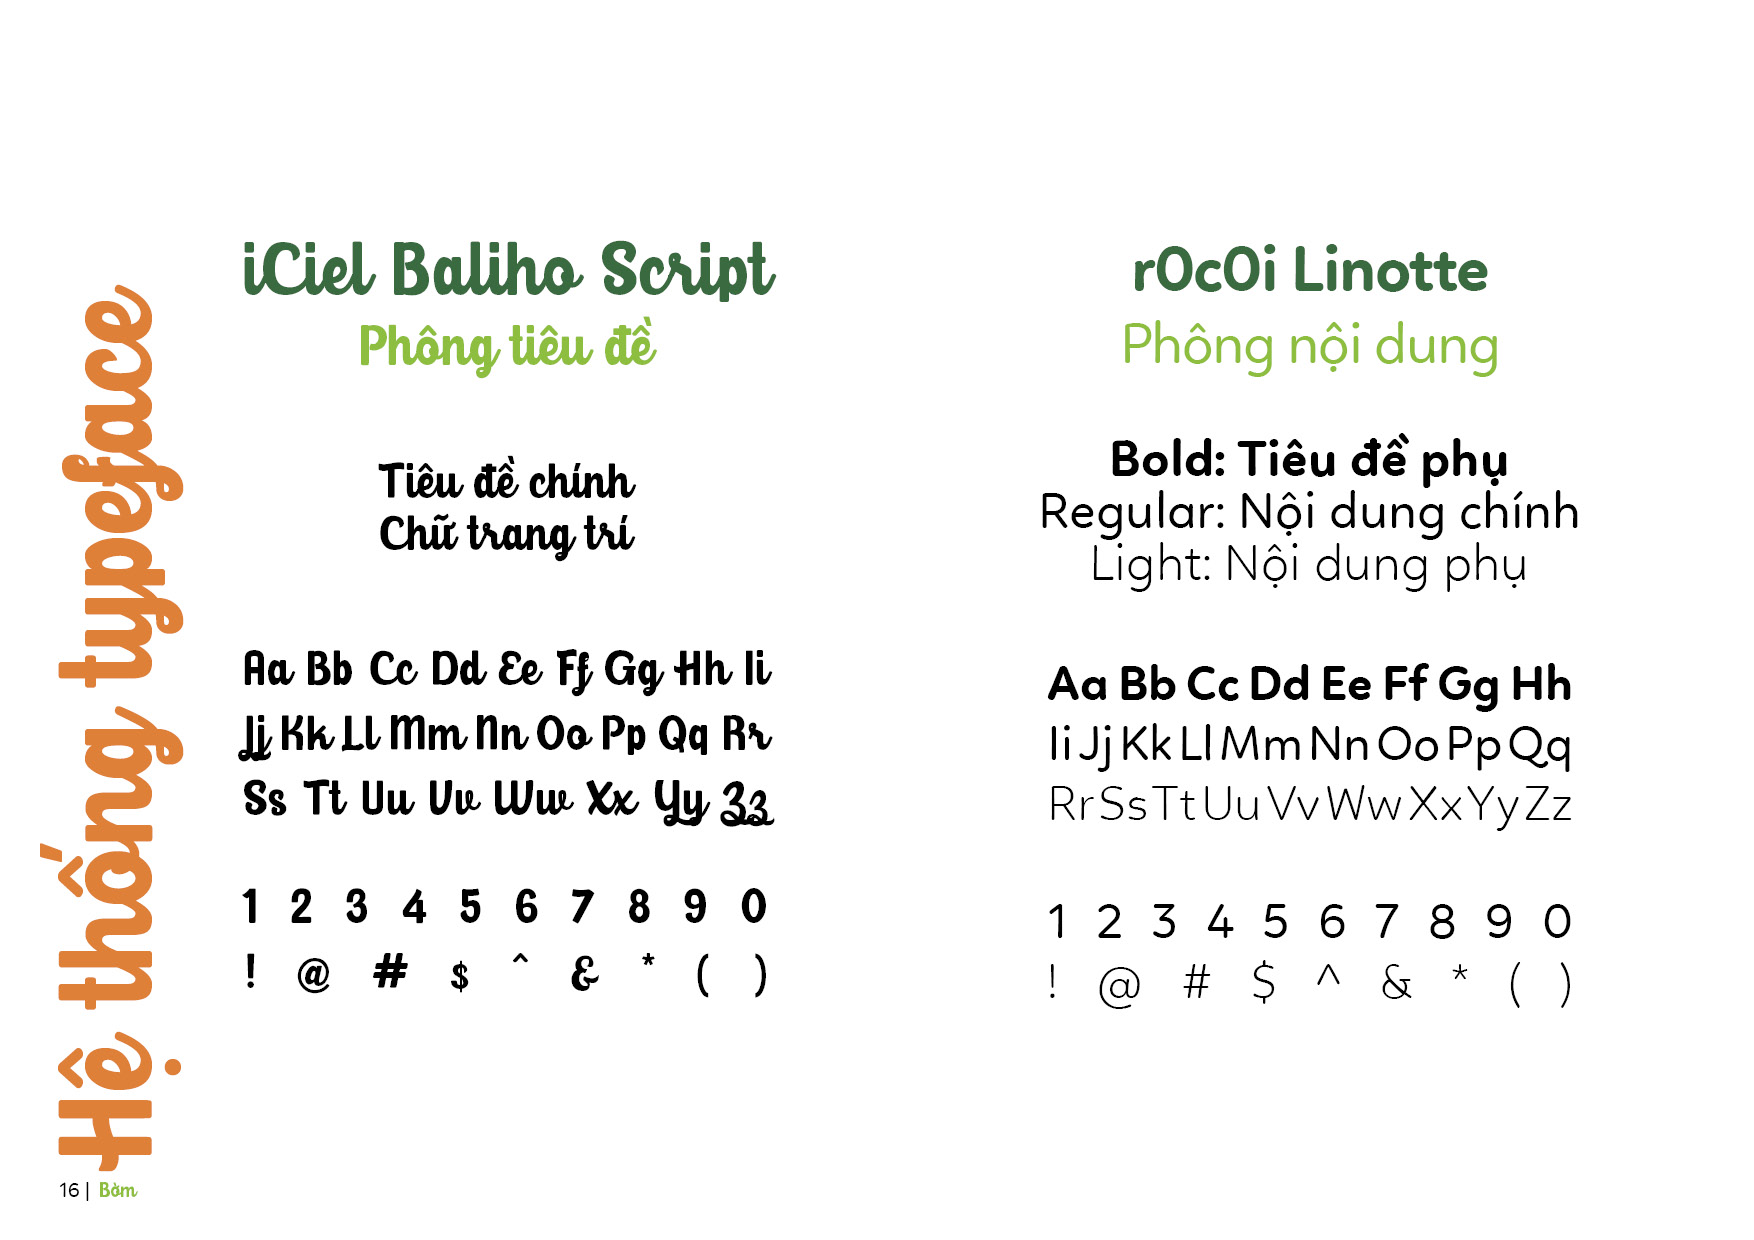 Hệ thống typeface
iCiel Baliho Script
Phông tiêu đề
Tiêu đề chính
Chữ trang trí
Aa Bb Cc Dd Ee Ff Gg Hh Ii
Jj Kk Ll Mm Nn Oo Pp Qq Rr
Ss Tt Uu Vv Ww Xx Yy Zz
1 2 3 4 5 6 7 8 9 0
! @ # $ ^ & * ( )
r0c0i Linotte
Phông nội dung
Bold: Tiêu đề phụ
Regular: Nội dung chính
Light: Nội dung phụ
Aa Bb Cc Dd Ee Ff Gg Hh
Ii Jj Kk Ll Mm Nn Oo Pp Qq
Rr Ss Tt Uu Vv Ww Xx Yy Zz
1 2 3 4 5 6 7 8 9 0
! @ # $ ^ & * ( )
16 | Bờm